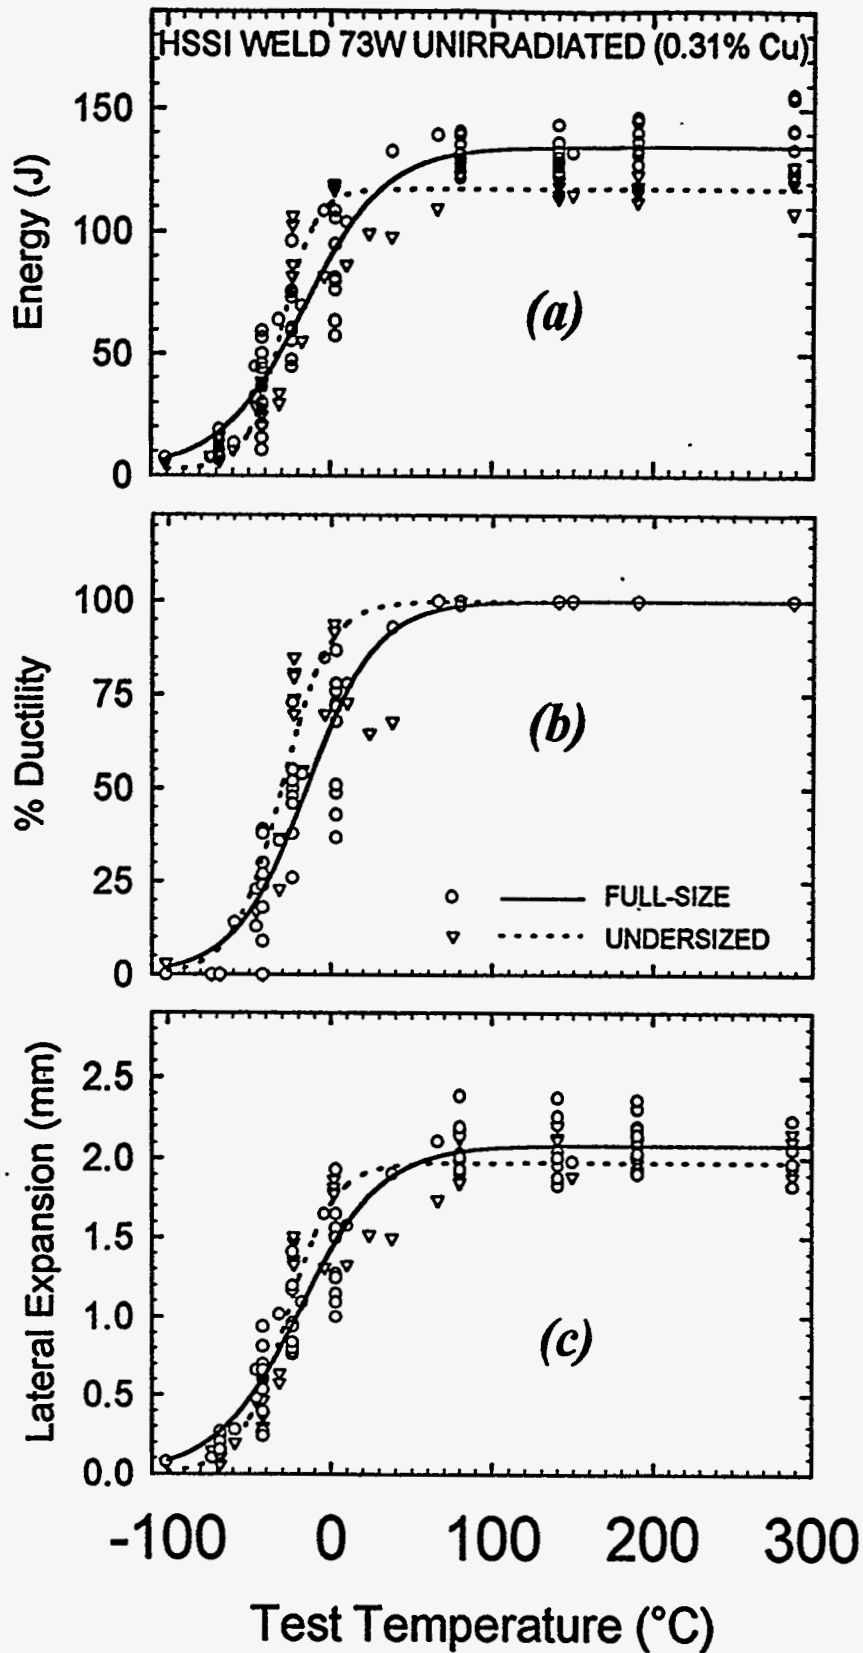 HSSI WELD 73W UNIRRADIATED (0.31% Cu)
150
100
50
0
Energy (J)
(a)
100
75
50
25
0
% Ductility
(b)
FULL-SIZE
UNDERSIZED
2.5
2.0
1.5
1.0
0.5
0.0
Lateral Expansion (mm)
(c)
-100 0 100 200 300
Test Temperature (°C)